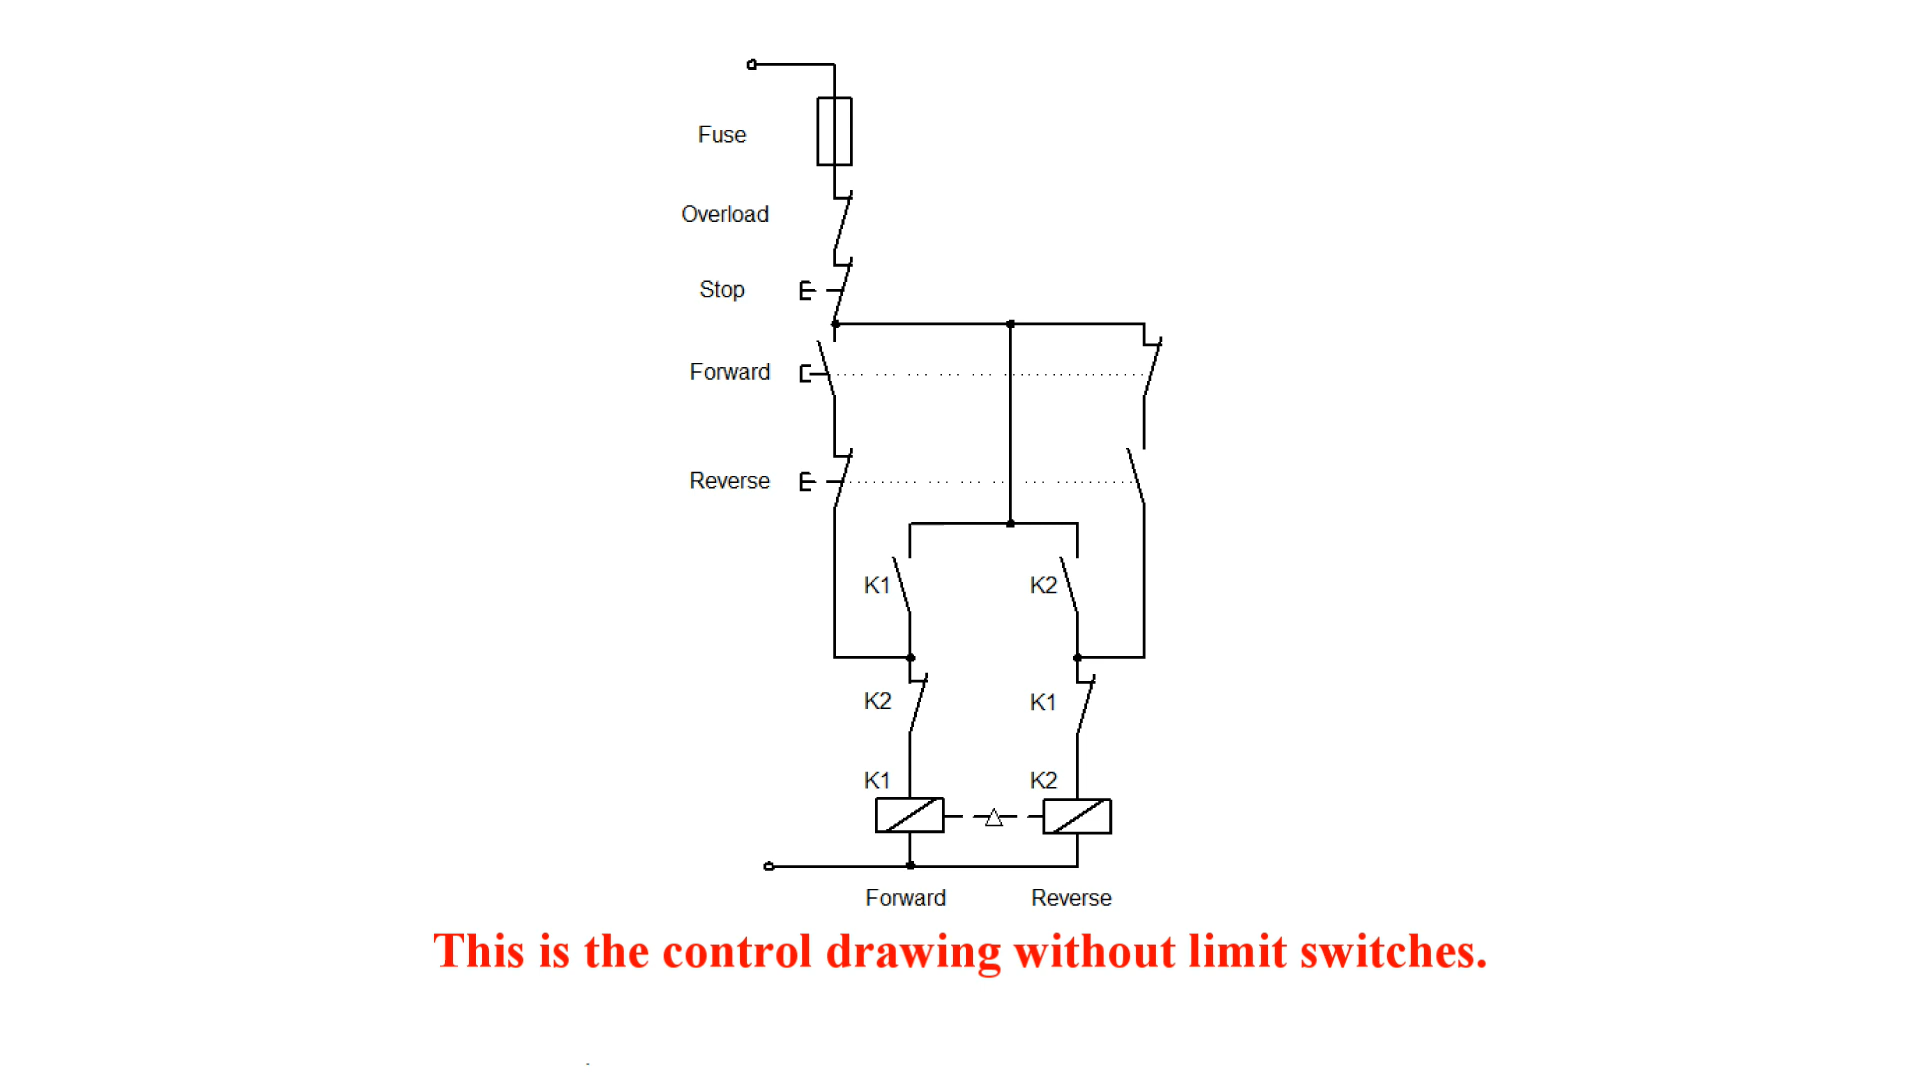 Fuse
Overload
Stop
Forward
Reverse
K1 K2
K2 K1
K1 K2
Forward Reverse
This is the control drawing without limit switches.